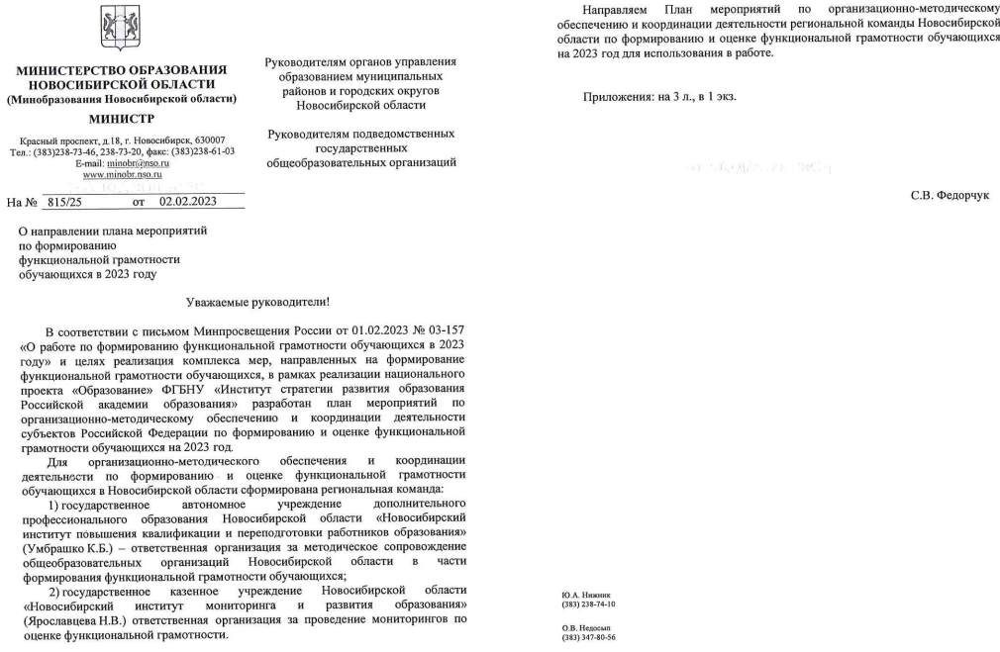 МИНИСТЕРСТВО ОБРАЗОВАНИЯ
НОВОСИБИРСКОЙ ОБЛАСТИ
(Минобразования Новосибирской области)
МИНИСТР
Красный проспект, д.18, г. Новосибирск, 630007
Тел.: (383)238-73-46, 238-73-20, факс: (383)238-61-03
E-mail: minobr@nso.ru
www.minobr.nso.ru
На № 815/25 от 02.02.2023
Руководителям органов управления
образованием муниципальных
районов и городских округов
Новосибирской области
Руководителям подведомственных
государственных
общеобразовательных организаций
О направлении плана мероприятий
по формированию
функциональной грамотности
обучающихся в 2023 году
Уважаемые руководители!
В соответствии с письмом Минпросвещения России от 01.02.2023 № 03-157
«О работе по формированию функциональной грамотности обучающихся в 2023
году» и целях реализация комплекса мер, направленных на формирование
функциональной грамотности обучающихся, в рамках реализации национального
проекта «Образование» ФГБНУ «Институт стратегии развития образования
Российской академии образования» разработан план мероприятий по
организационно-методическому обеспечению и координации деятельности
субъектов Российской Федерации по формированию и оценке функциональной
грамотности обучающихся на 2023 год.
Для организационно-методического обеспечения и координации
деятельности по формированию и оценке функциональной грамотности
обучающихся в Новосибирской области сформирована региональная команда:
1) государственное автономное учреждение дополнительного
профессионального образования Новосибирской области «Новосибирский
институт повышения квалификации и переподготовки работников образования»
(Умбрашко К.Б.) – ответственная организация за методическое сопровождение
общеобразовательных организаций Новосибирской области в части
формирования функциональной грамотности обучающихся;
2) государственное казенное учреждение Новосибирской области
«Новосибирский институт мониторинга и развития образования»
(Ярославцева Н.В.) ответственная организация за проведение мониторингов по
оценке функциональной грамотности.
Направляем План мероприятий по организационно-методическому
обеспечению и координации деятельности региональной команды Новосибирской
области по формированию и оценке функциональной грамотности обучающихся
на 2023 год для использования в работе.
Приложения: на 3 л., в 1 экз.
С.В. Федорчук
Ю.А. Нижник
(383) 238-74-10
О.В. Недосып
(383) 347-80-56